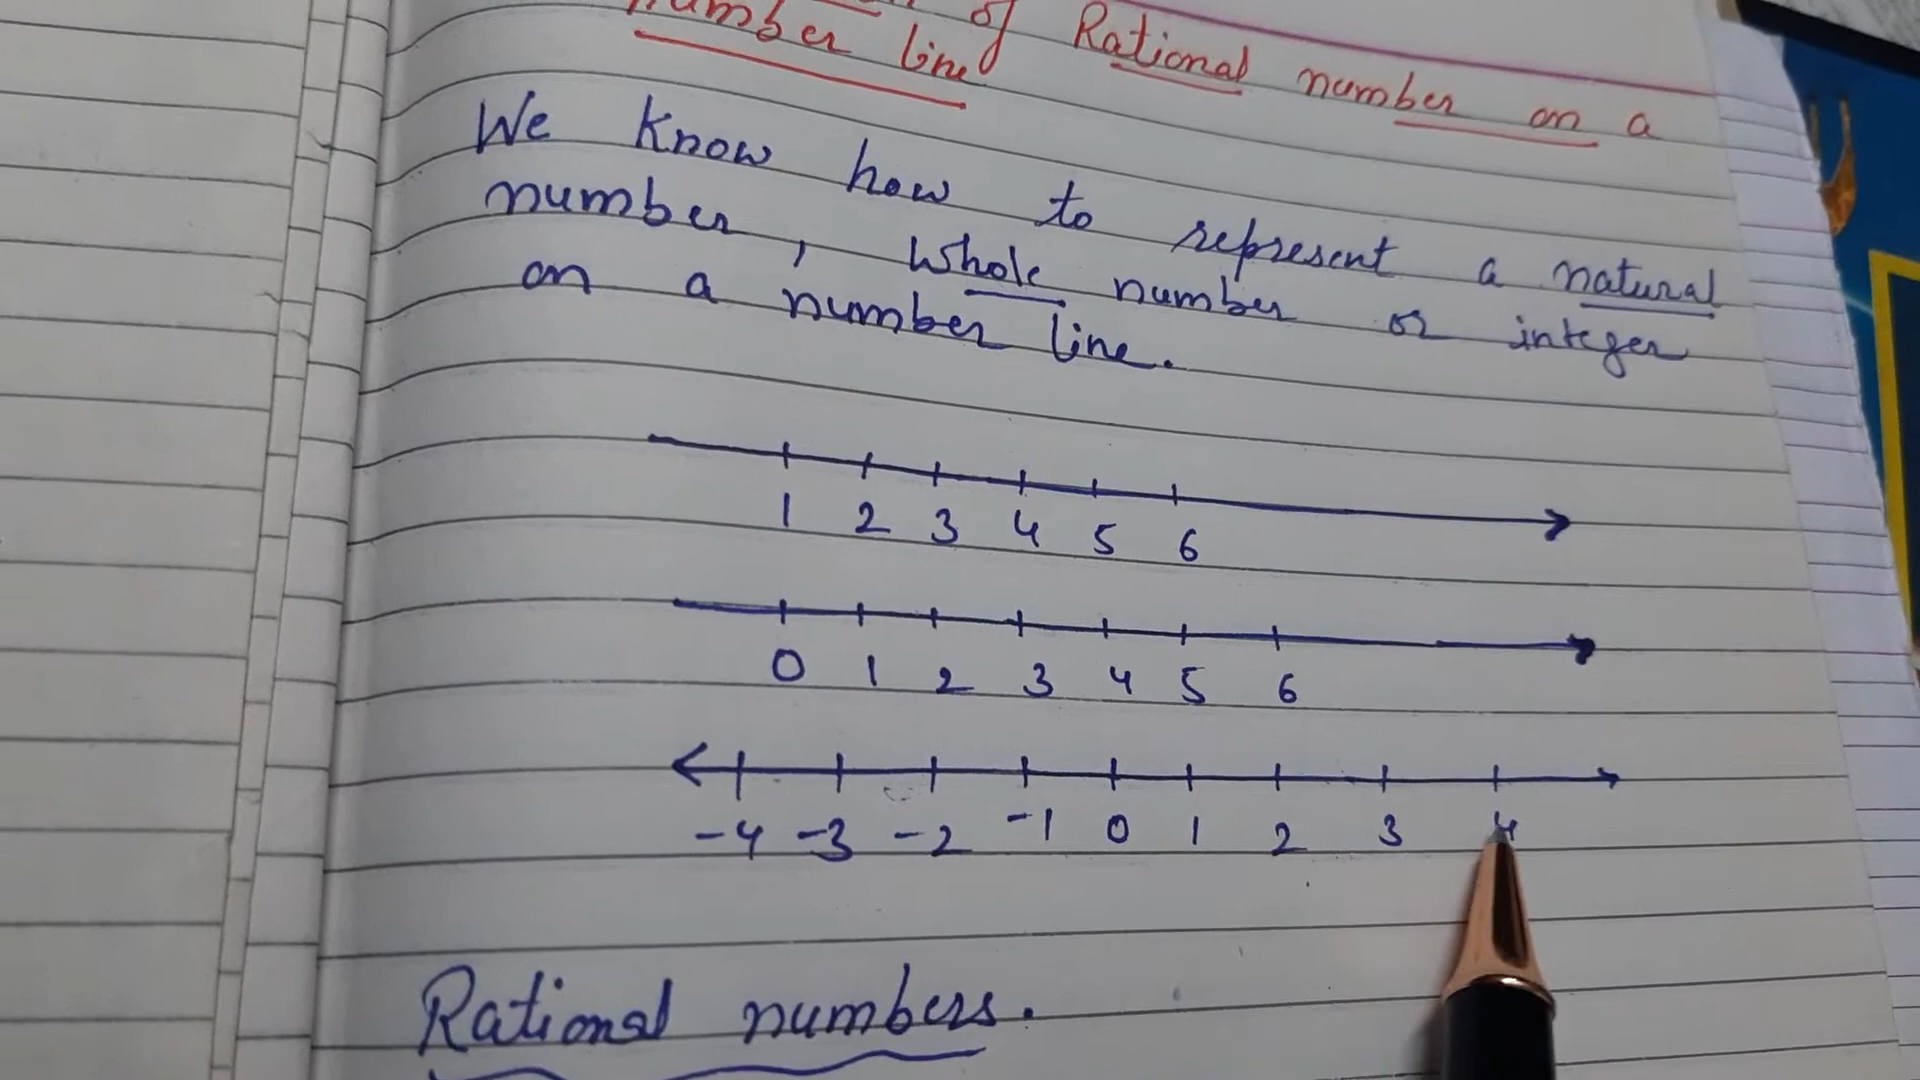 of Rational number on a
number line
We know how to represent a natural
number, Whole number or integer
on a number line.
1 2 3 4 5 6
0 1 2 3 4 5 6
-4 -3 -2 -1 0 1 2 3 4
Rational numbers.